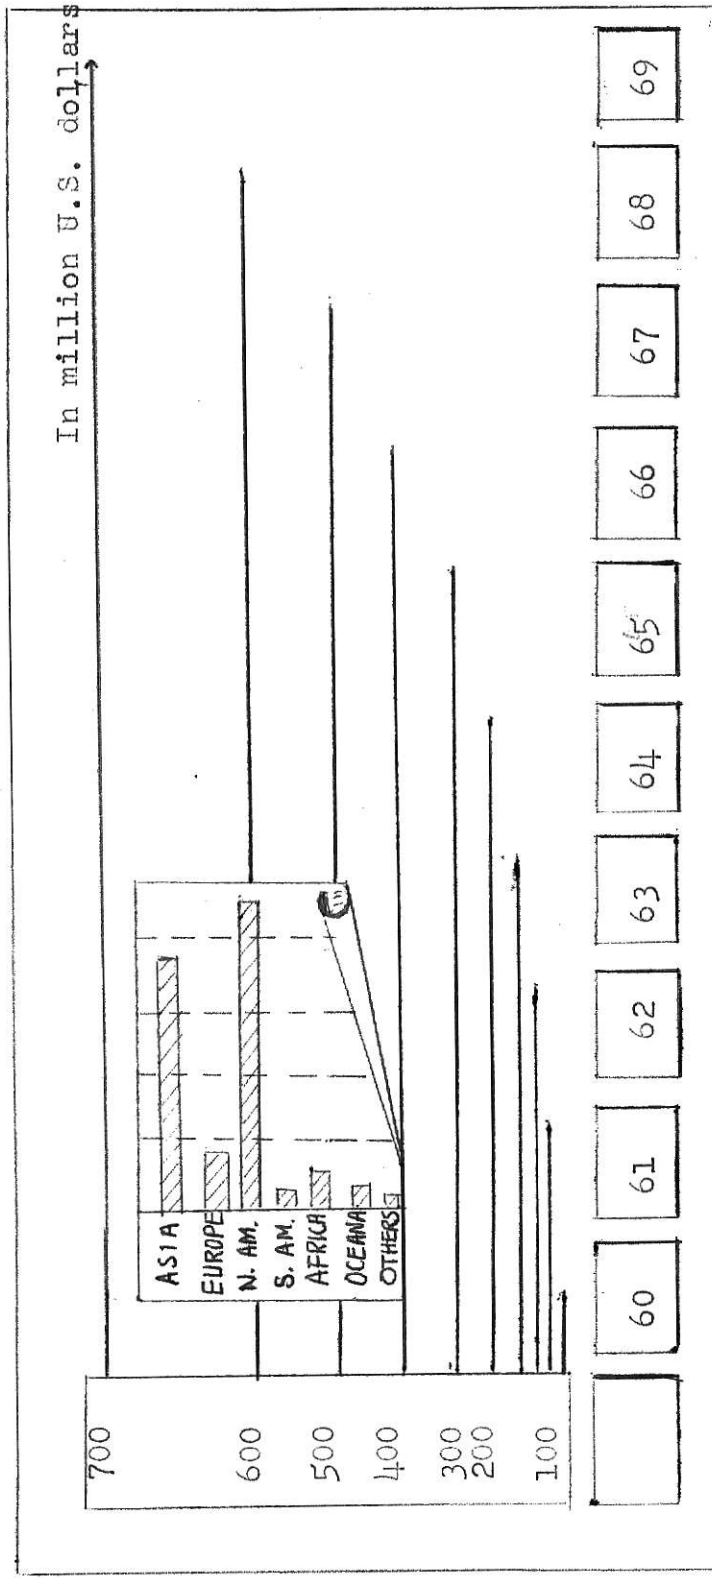 In million U.S. dollars
700
600
500
400
300
200
100
ASIA
EUROPE
N. AM.
S. AM.
AFRICA
OCEANA
OTHERS
60
61
62
63
64
65
66
67
68
69